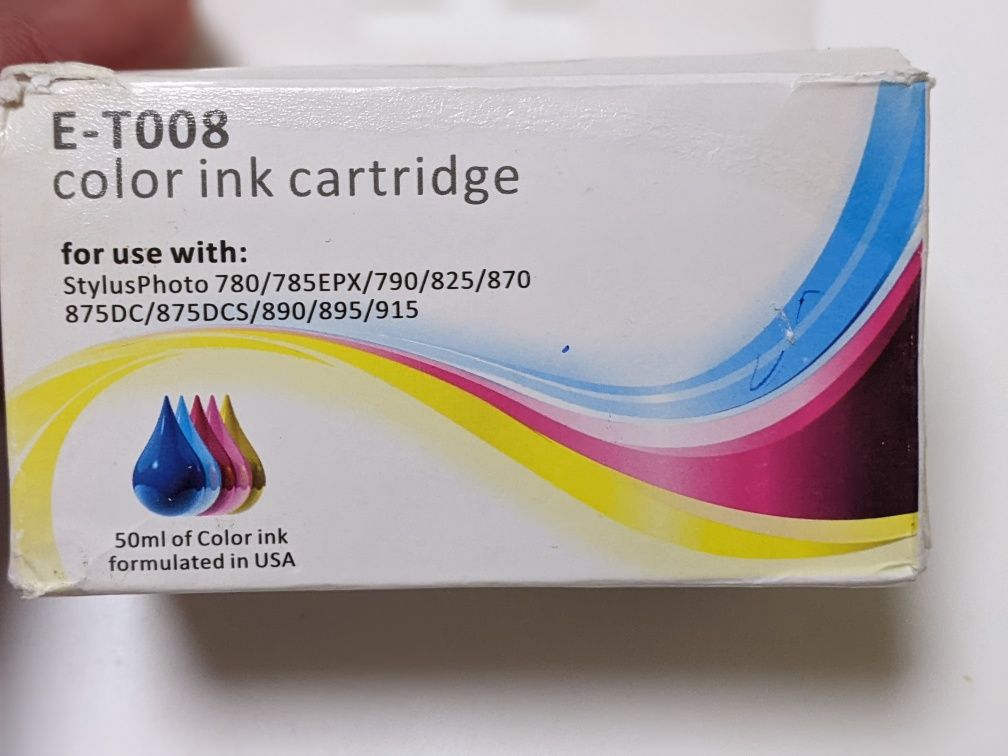 E-T008
color ink cartridge
for use with:
StylusPhoto 780/785EPX/790/825/870
875DC/875DCS/890/895/915
50ml of Color ink
formulated in USA